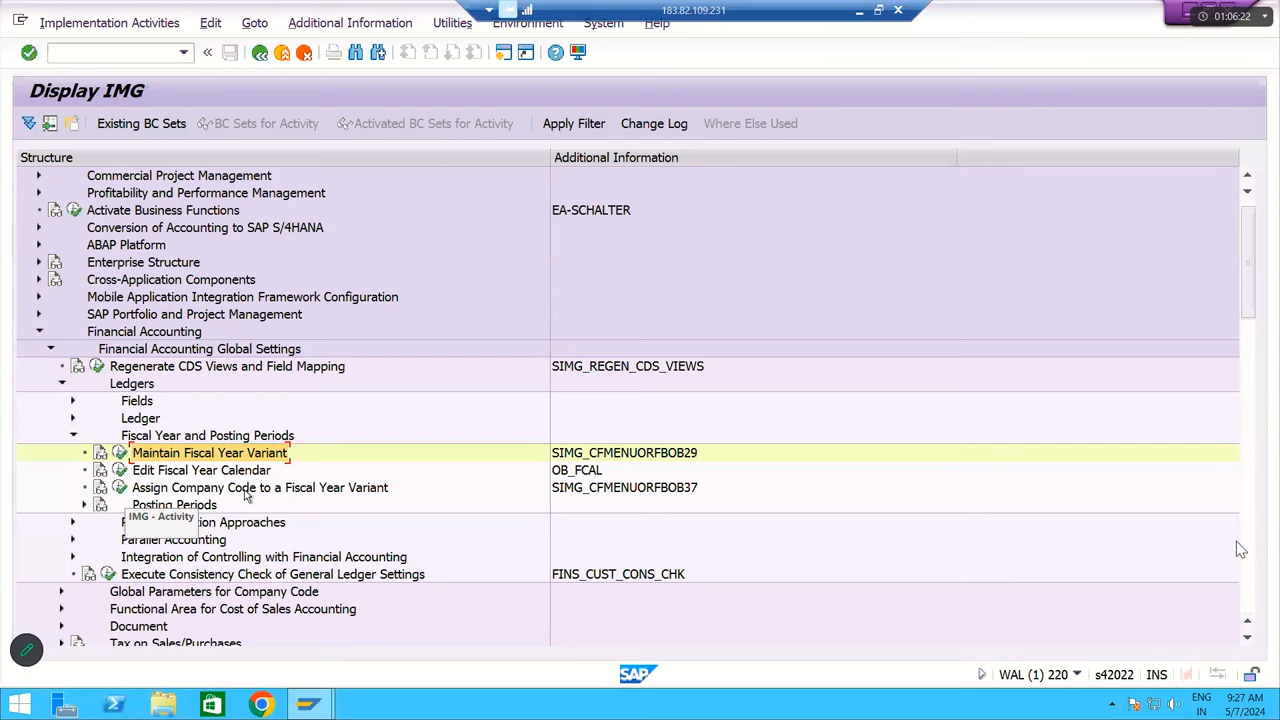 183.82.109.231
01:06:22
Implementation Activities Edit Goto Additional Information Utilities Environment System Help
Display IMG
Existing BC Sets BC Sets for Activity Activated BC Sets for Activity Apply Filter Change Log Where Else Used
Structure Additional Information
Commercial Project Management
Profitability and Performance Management
Activate Business Functions EA-SCHALTER
Conversion of Accounting to SAP S/4HANA
ABAP Platform
Enterprise Structure
Cross-Application Components
Mobile Application Integration Framework Configuration
SAP Portfolio and Project Management
Financial Accounting
Financial Accounting Global Settings
Regenerate CDS Views and Field Mapping SIMG_REGEN_CDS_VIEWS
Ledgers
Fields
Ledger
Fiscal Year and Posting Periods
Maintain Fiscal Year Variant SIMG_CFMENUORFBOB29
Edit Fiscal Year Calendar OB_FCAL
Assign Company Code to a Fiscal Year Variant SIMG_CFMENUORFBOB37
Posting Periods
IMG - Activity
Approaches
Parallel Accounting
Integration of Controlling with Financial Accounting
Execute Consistency Check of General Ledger Settings FINS_CUST_CONS_CHK
Global Parameters for Company Code
Functional Area for Cost of Sales Accounting
Document
Tax on Sales/Purchases
SAP WAL (1) 220 s42022 INS
ENG 9:27 AM
IN 5/7/2024